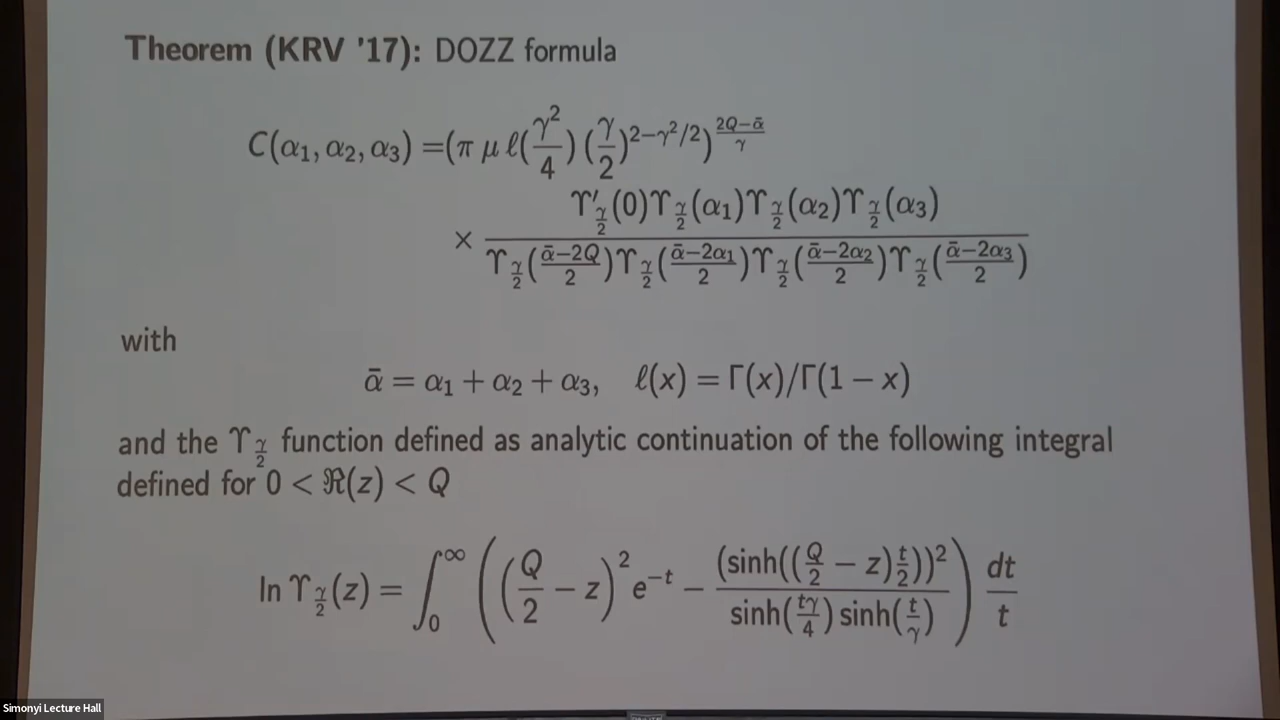 Theorem (KRV '17): DOZZ formula
C(α₁, α₂, α₃) =(π μ ℓ(γ²/4) (γ/2)^{2−γ²/2})^{(2Q−ᾱ)/γ}
× Υ′_{γ/2}(0)Υ_{γ/2}(α₁)Υ_{γ/2}(α₂)Υ_{γ/2}(α₃) / Υ_{γ/2}((ᾱ−2Q)/2)Υ_{γ/2}((ᾱ−2α₁)/2)Υ_{γ/2}((ᾱ−2α₂)/2)Υ_{γ/2}((ᾱ−2α₃)/2)
with
ᾱ = α₁ + α₂ + α₃, ℓ(x) = Γ(x)/Γ(1 − x)
and the Υ_{γ/2} function defined as analytic continuation of the following integral
defined for 0 < ℜ(z) < Q
ln Υ_{γ/2}(z) = ∫₀^∞ ((Q/2 − z)² e^{−t} − (sinh((Q/2 − z)t/2))² / sinh(tγ/4) sinh(t/γ)) dt/t
Simonyi Lecture Hall